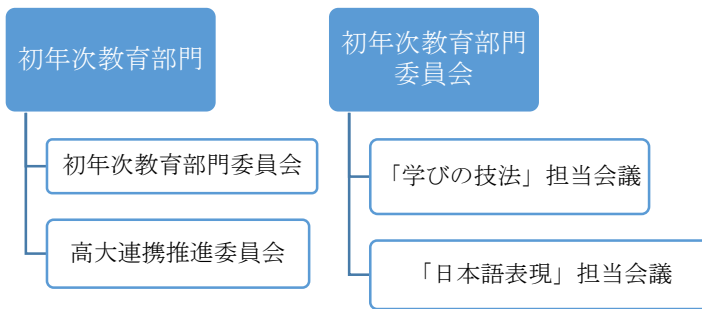 初年次教育部門
初年次教育部門委員会
高大連携推進委員会
初年次教育部門
委員会
「学びの技法」担当会議
「日本語表現」担当会議